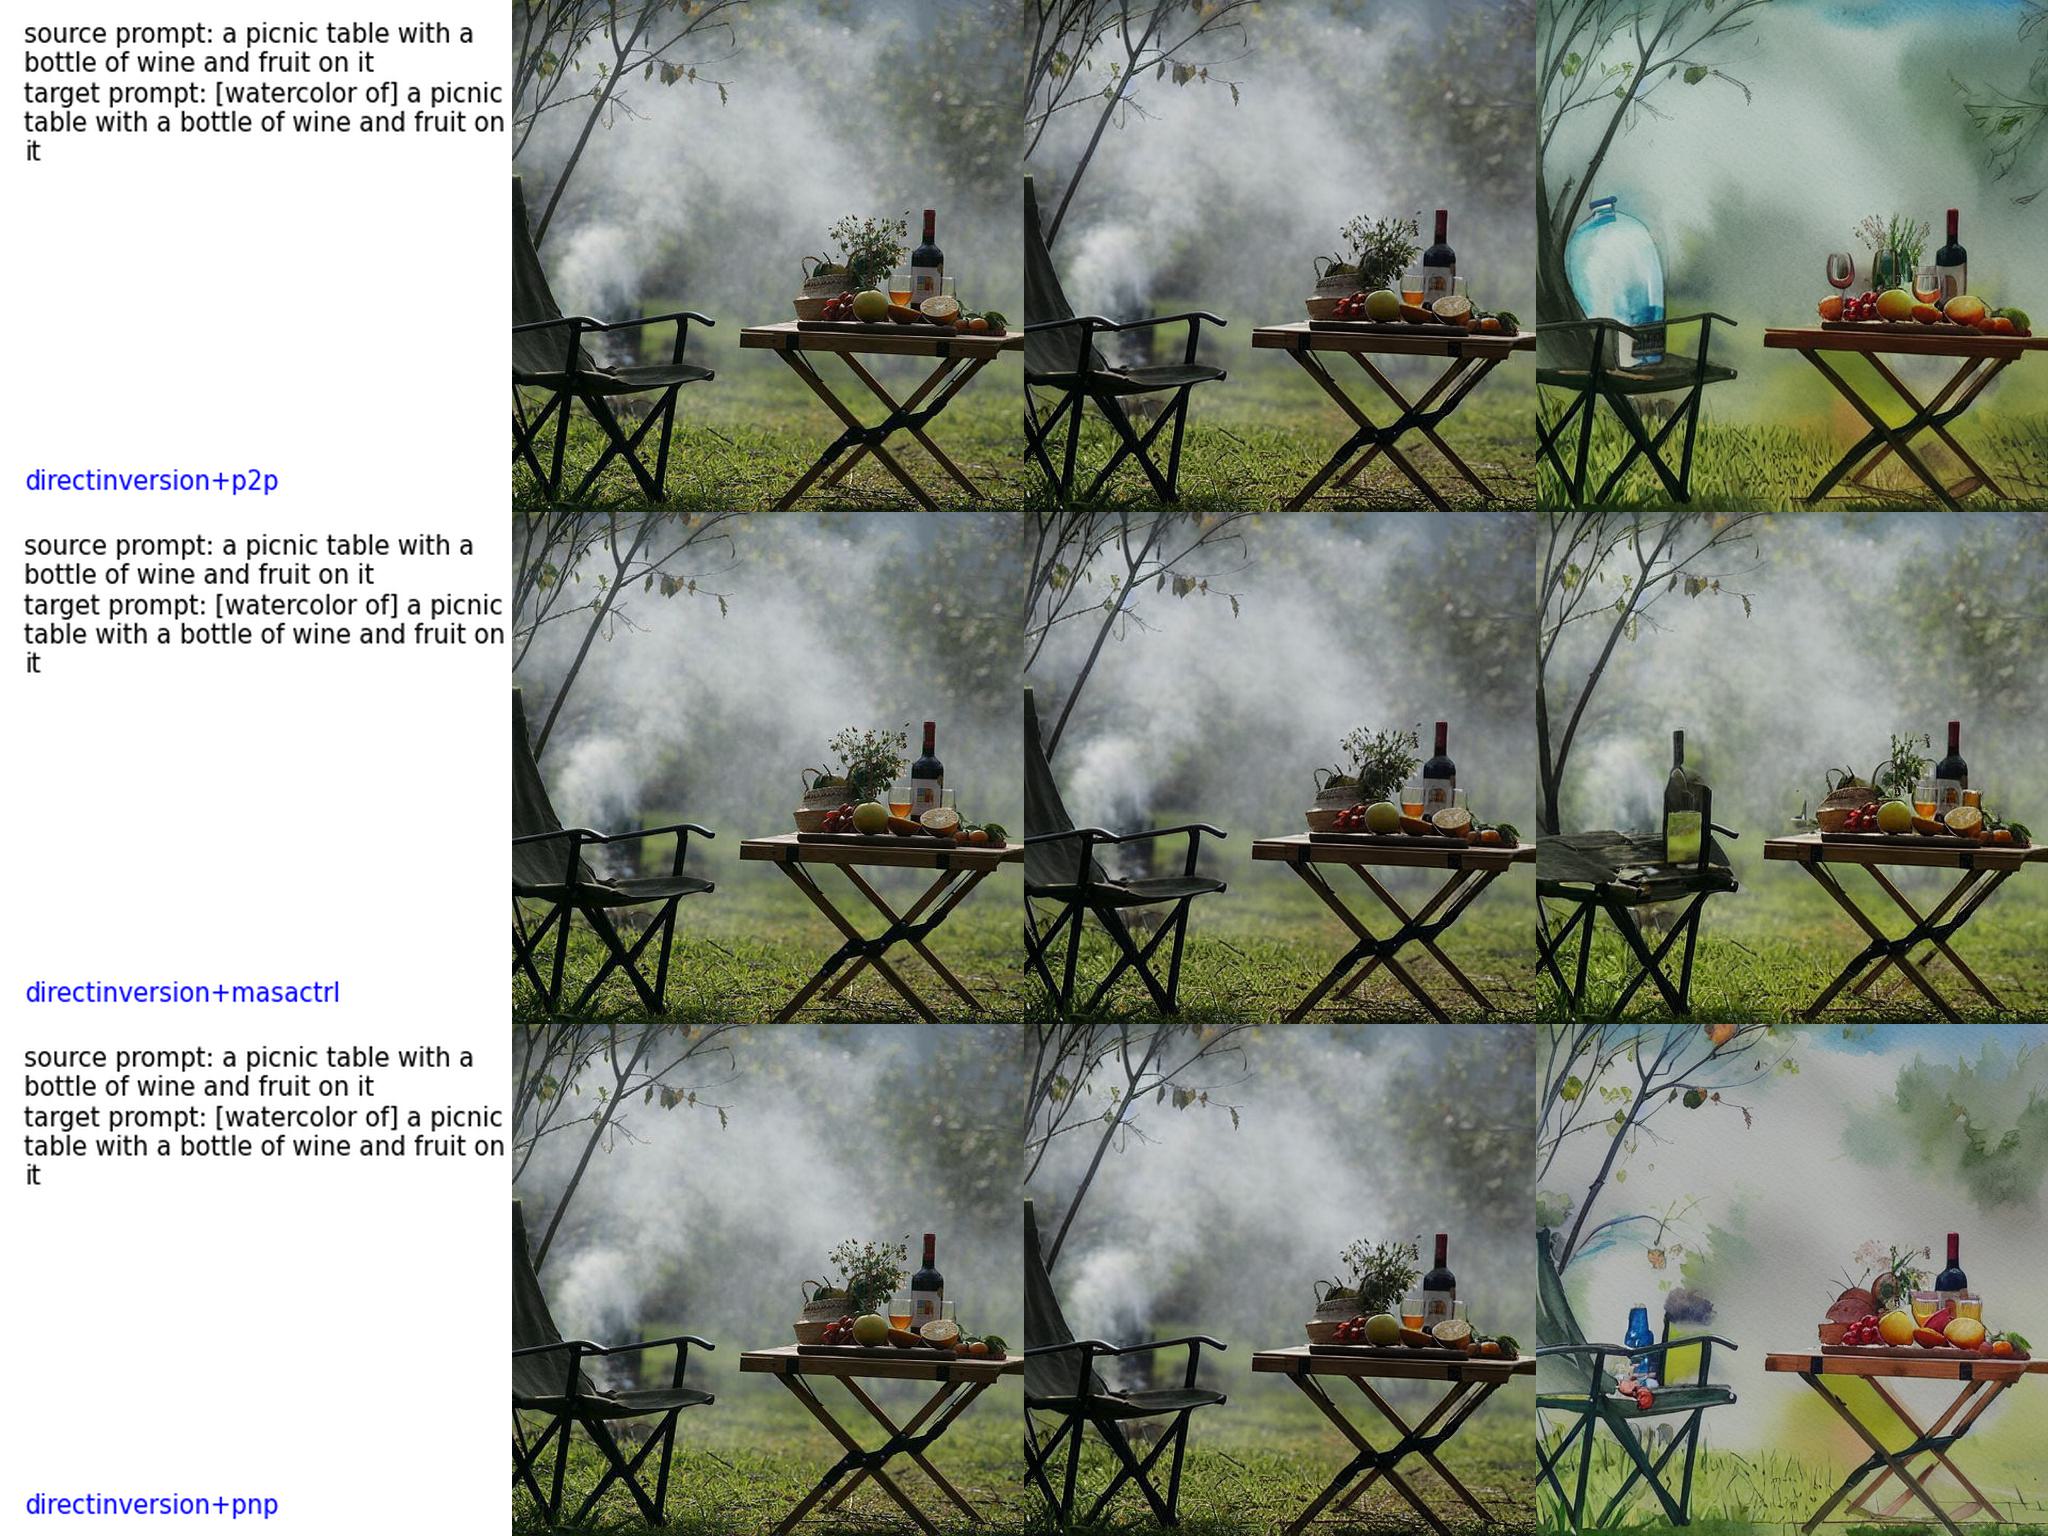 source prompt: a picnic table with a
bottle of wine and fruit on it
target prompt: [watercolor of] a picnic
table with a bottle of wine and fruit on
it
directinversion+p2p
source prompt: a picnic table with a
bottle of wine and fruit on it
target prompt: [watercolor of] a picnic
table with a bottle of wine and fruit on
it
directinversion+masactrl
source prompt: a picnic table with a
bottle of wine and fruit on it
target prompt: [watercolor of] a picnic
table with a bottle of wine and fruit on
it
directinversion+pnp